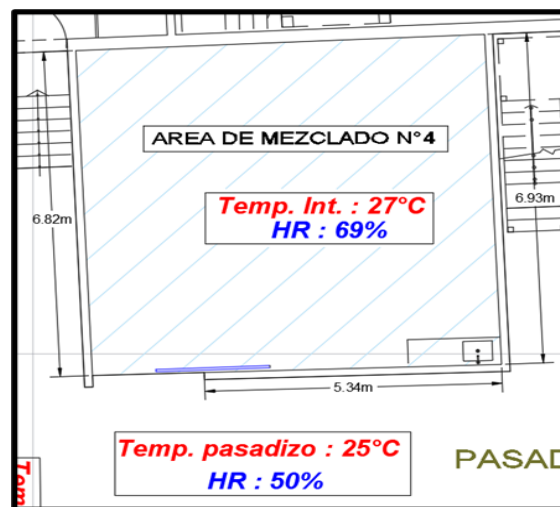 AREA DE MEZCLADO N°4
Temp. Int. : 27°C
HR : 69%
6.82m
6.93m
5.34m
Temp. pasadizo : 25°C
HR : 50%
PASAD
Tem